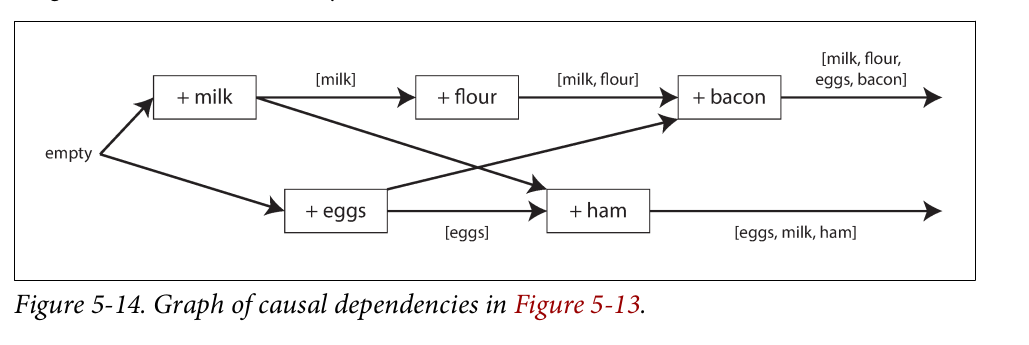 [milk, flour,
eggs, bacon]
[milk]
[milk, flour]
+ milk
+ flour
+ bacon
empty
+ eggs
+ ham
[eggs]
[eggs, milk, ham]
Figure 5-14. Graph of causal dependencies in Figure 5-13.